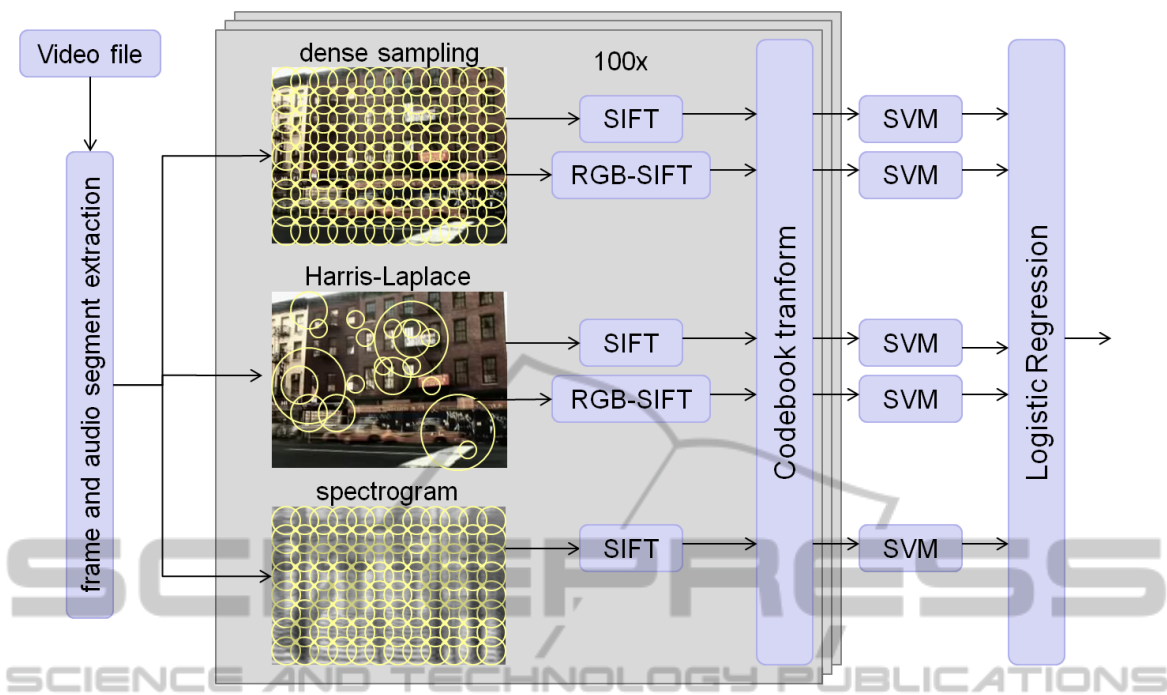 Video file
frame and audio segment extraction
dense sampling
100x
SIFT
RGB-SIFT
Harris-Laplace
SIFT
RGB-SIFT
spectrogram
SIFT
Codebook tranform
SVM
SVM
SVM
SVM
SVM
Logistic Regression
SCITEPRESS
SCIENCE AND TECHNOLOGY PUBLICATIONS